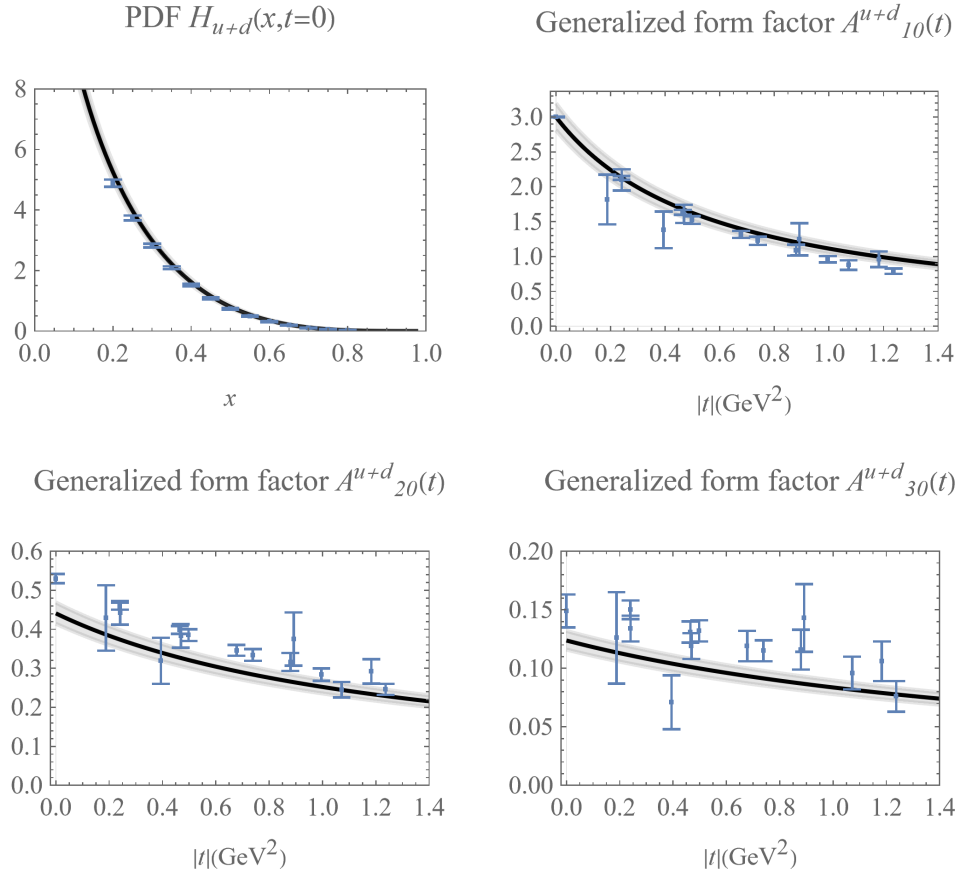 PDF H_{u+d}(x,t=0)
Generalized form factor A^{u+d}_{10}(t)
8
6
4
2
0
0.0 0.2 0.4 0.6 0.8 1.0
x
3.0
2.5
2.0
1.5
1.0
0.5
0.0
0.0 0.2 0.4 0.6 0.8 1.0 1.2 1.4
|t|(GeV²)
Generalized form factor A^{u+d}_{20}(t)
Generalized form factor A^{u+d}_{30}(t)
0.6
0.5
0.4
0.3
0.2
0.1
0.0
0.0 0.2 0.4 0.6 0.8 1.0 1.2 1.4
|t|(GeV²)
0.20
0.15
0.10
0.05
0.00
0.0 0.2 0.4 0.6 0.8 1.0 1.2 1.4
|t|(GeV²)